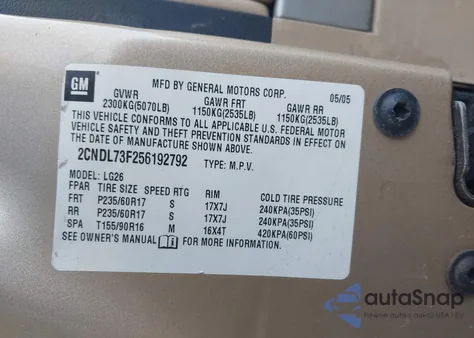 GM
MFD BY GENERAL MOTORS CORP. 05/05
GVWR GAWR FRT GAWR RR
2300KG(5070LB) 1150KG(2535LB) 1150KG(2535LB)
THIS VEHICLE CONFORMS TO ALL APPLICABLE U.S. FEDERAL MOTOR
VEHICLE SAFETY AND THEFT PREVENTION STANDARDS IN EFFECT ON
THE DATE OF MANUFACTURE SHOWN ABOVE.
2CNDL73F256192792 TYPE: M.P.V.
MODEL: LG26
FPAR TIRE SIZE SPEED RTG RIM COLD TIRE PRESSURE
FRT P235/60R17 S 17X7J 240KPA(35PSI)
RR P235/60R17 S 17X7J 240KPA(35PSI)
SPA T155/90R16 M 16X4T 420KPA(60PSI)
SEE OWNER'S MANUAL i FOR MORE INFORMATION.
autoSnap